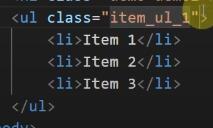 <ul class="item_ul_1">
<li>Item 1</li>
<li>Item 2</li>
<li>Item 3</li>
</ul>